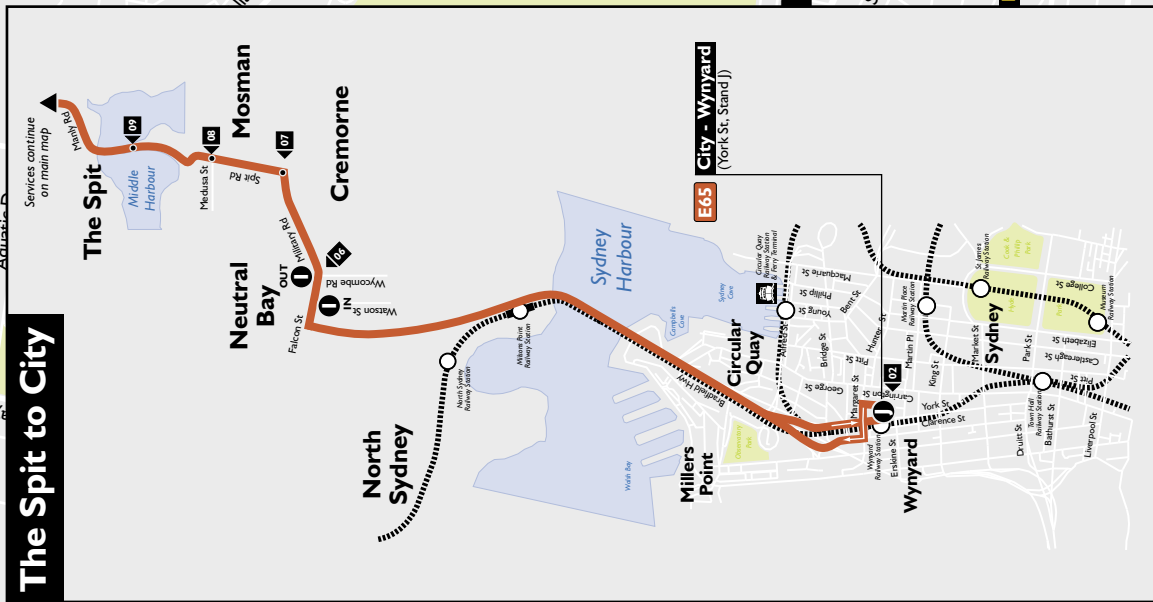 The Spit to City
Services continue
on main map
Manly Rd
The Spit
09
Middle
Harbour
08
Mosman
Medusa St
Spit Rd
07
Cremorne
Military Rd
Neutral
Bay
OUT
06
IN
Wycombe Rd
Watson St
Falcon St
North Sydney
Railway Station
Milsons Point
Railway Station
North
Sydney
Sydney
Harbour
E65
City - Wynyard
(York St, Stand J)
Walsh Bay
Campbells
Cove
Sydney
Cove
Circular Quay
Railway Station
& Ferry Terminal
Circular
Quay
Bradfield Hwy
Millers
Point
Observatory
Park
Alfred St
Macquarie St
Philip St
Young St
Bent St
Bridge St
Pitt St
Hunter St
George St
Margaret St
Martin Pl
Martin Place
Railway Station
Carrington St
02
J
King St
York St
Clarence St
Wynyard
Railway Station
Erskine St
Wynyard
Market St
Sydney
St James
Railway Station
Cook &
Phillip
Park
Hyde
Park
College St
Museum
Railway Station
Elizabeth St
Castlereagh St
Pitt St
Park St
Town Hall
Railway Station
Druitt St
Bathurst St
Liverpool St